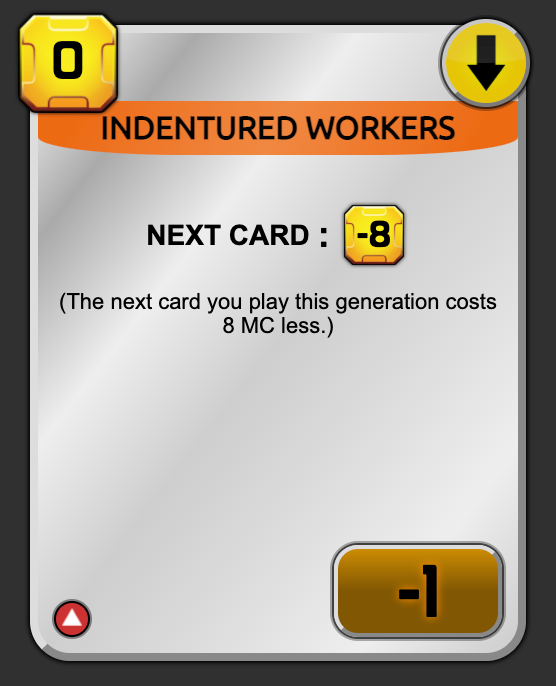 0
INDENTURED WORKERS
NEXT CARD : -8
(The next card you play this generation costs
8 MC less.)
-1